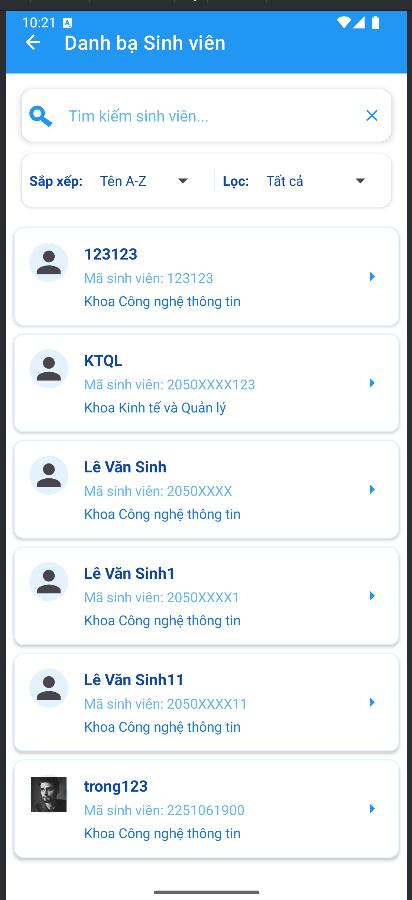 10:21 A
Danh bạ Sinh viên
Tìm kiếm sinh viên...
Sắp xếp: Tên A-Z Lọc: Tất cả
123123
Mã sinh viên: 123123
Khoa Công nghệ thông tin
KTQL
Mã sinh viên: 2050XXXX123
Khoa Kinh tế và Quản lý
Lê Văn Sinh
Mã sinh viên: 2050XXXX
Khoa Công nghệ thông tin
Lê Văn Sinh1
Mã sinh viên: 2050XXXX1
Khoa Công nghệ thông tin
Lê Văn Sinh11
Mã sinh viên: 2050XXXX11
Khoa Công nghệ thông tin
trong123
Mã sinh viên: 2251061900
Khoa Công nghệ thông tin